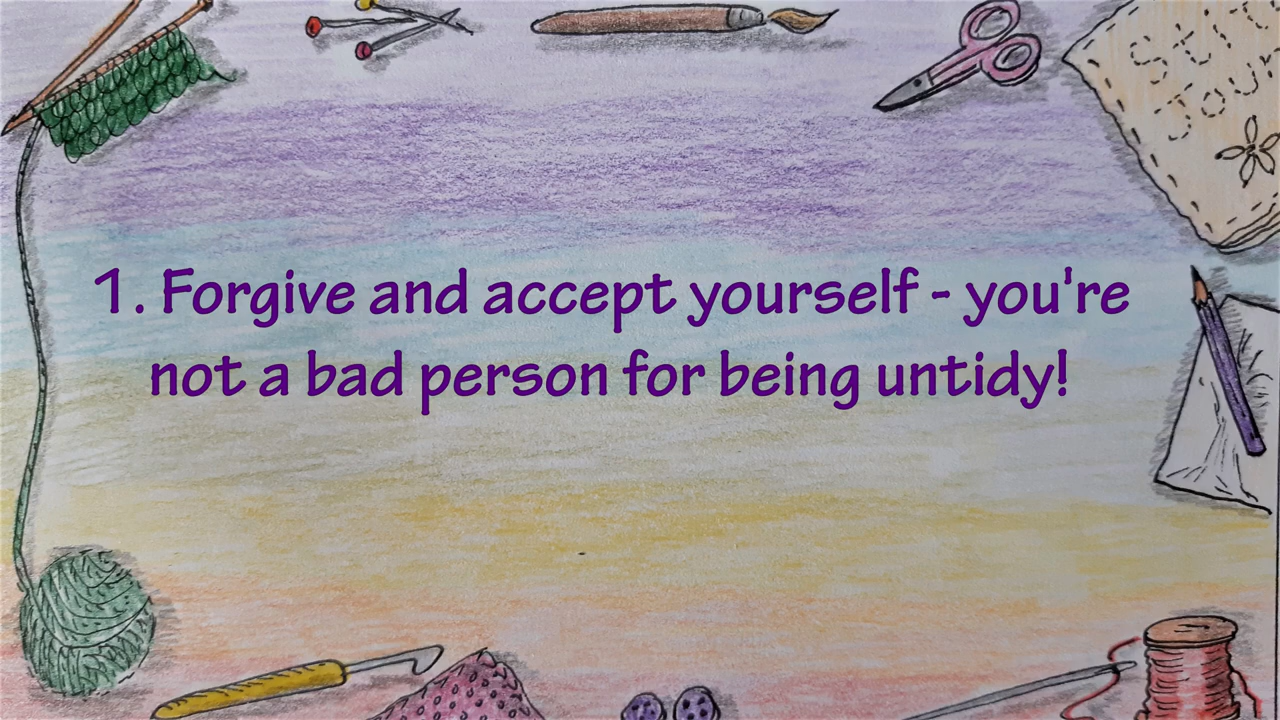 1. Forgive and accept yourself - you're
not a bad person for being untidy!